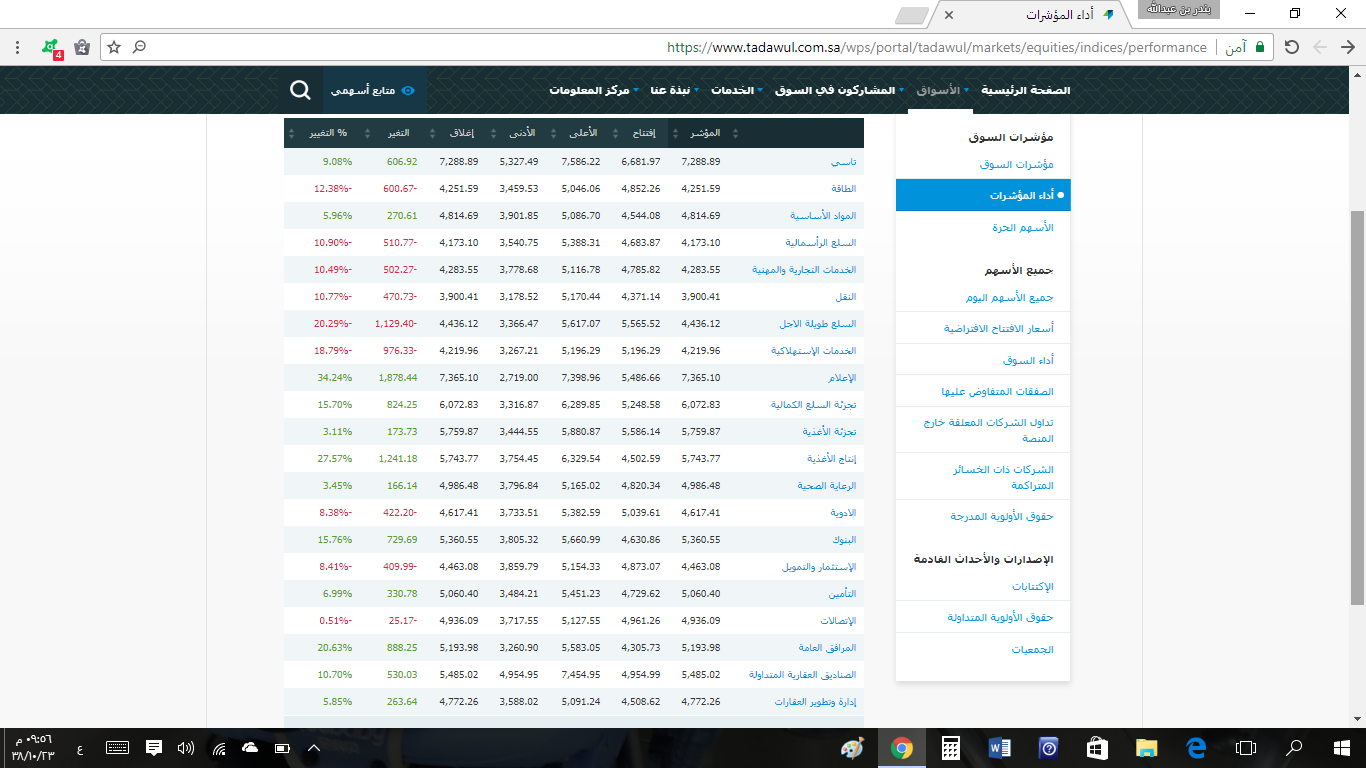 أداء المؤشرات
بندر بن عبدالله
آمن
https://www.tadawul.com.sa/wps/portal/tadawul/markets/equities/indices/performance
4
الصفحة الرئيسية الأسواق المشاركون في السوق الخدمات نبذة عنا مركز المعلومات متابع أسهمي
مؤشرات السوق
مؤشرات السوق
أداء المؤشرات
الأسهم الحرة
جميع الأسهم
جميع الأسهم اليوم
أسعار الافتتاح الافتراضية
أداء السوق
الصفقات المتفاوض عليها
تداول الشركات المعلقة خارج
المنصة
الشركات ذات الخسائر
المتراكمة
حقوق الأولوية المدرجة
الإصدارات والأحداث القادمة
الإكتتابات
حقوق الأولوية المتداولة
الجمعيات
المؤشر إفتتاح الأعلى الأدنى إغلاق التغير % التغيير
تاسي 7,288.89 6,681.97 7,586.22 5,327.49 7,288.89 606.92 9.08%
الطاقة 4,251.59 4,852.26 5,046.06 3,459.53 4,251.59 600.67- 12.38%-
المواد الأساسية 4,814.69 4,544.08 5,086.70 3,901.85 4,814.69 270.61 5.96%
السلع الرأسمالية 4,173.10 4,683.87 5,388.31 3,540.75 4,173.10 510.77- 10.90%-
الخدمات التجارية والمهنية 4,283.55 4,785.82 5,116.78 3,778.68 4,283.55 502.27- 10.49%-
النقل 3,900.41 4,371.14 5,170.44 3,178.52 3,900.41 470.73- 10.77%-
السلع طويلة الاجل 4,436.12 5,565.52 5,617.07 3,366.47 4,436.12 1,129.40- 20.29%-
الخدمات الإستهلاكية 4,219.96 5,196.29 5,196.29 3,267.21 4,219.96 976.33- 18.79%-
الإعلام 7,365.10 5,486.66 7,398.96 2,719.00 7,365.10 1,878.44 34.24%
تجزئة السلع الكمالية 6,072.83 5,248.58 6,289.85 3,316.87 6,072.83 824.25 15.70%
تجزئة الأغذية 5,759.87 5,586.14 5,880.87 3,444.55 5,759.87 173.73 3.11%
إنتاج الأغذية 5,743.77 4,502.59 6,329.54 3,754.45 5,743.77 1,241.18 27.57%
الرعاية الصحية 4,986.48 4,820.34 5,165.02 3,796.84 4,986.48 166.14 3.45%
الادوية 4,617.41 5,039.61 5,382.59 3,733.51 4,617.41 422.20- 8.38%-
البنوك 5,360.55 4,630.86 5,660.99 3,805.32 5,360.55 729.69 15.76%
الإستثمار والتمويل 4,463.08 4,873.07 5,154.33 3,859.79 4,463.08 409.99- 8.41%-
التأمين 5,060.40 4,729.62 5,451.23 3,484.21 5,060.40 330.78 6.99%
الإتصالات 4,936.09 4,961.26 5,127.55 3,717.55 4,936.09 25.17- 0.51%-
المرافق العامة 5,193.98 4,305.73 5,583.05 3,260.90 5,193.98 888.25 20.63%
الصناديق العقارية المتداولة 5,485.02 4,954.99 7,454.95 4,954.95 5,485.02 530.03 10.70%
إدارة وتطوير العقارات 4,772.26 4,508.62 5,091.24 3,588.02 4,772.26 263.64 5.85%
ع
٠٩:٥٦ م
٣٨/١٠/٢٣